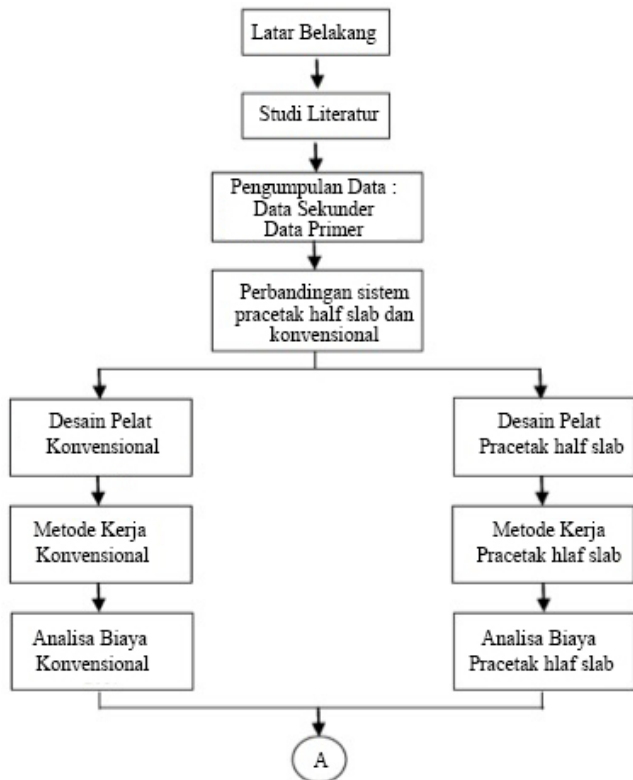 Latar Belakang
Studi Literatur
Pengumpulan Data :
Data Sekunder
Data Primer
Perbandingan sistem
pracetak half slab dan
konvensional
Desain Pelat
Konvensional
Desain Pelat
Pracetak half slab
Metode Kerja
Konvensional
Metode Kerja
Pracetak hlaf slab
Analisa Biaya
Konvensional
Analisa Biaya
Pracetak hlaf slab
A